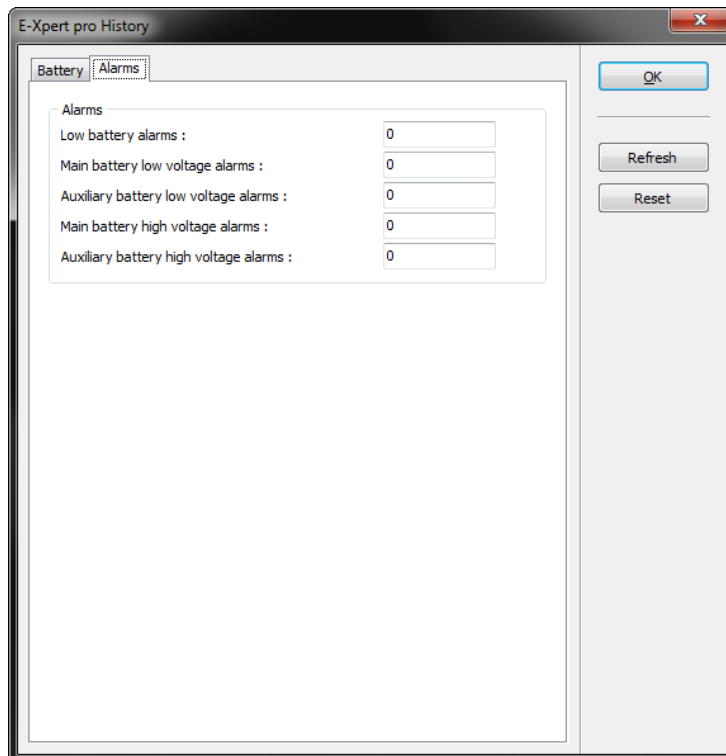 E-Xpert pro History
Battery Alarms
Alarms
Low battery alarms : 0
Main battery low voltage alarms : 0
Auxiliary battery low voltage alarms : 0
Main battery high voltage alarms : 0
Auxiliary battery high voltage alarms : 0
OK
Refresh
Reset